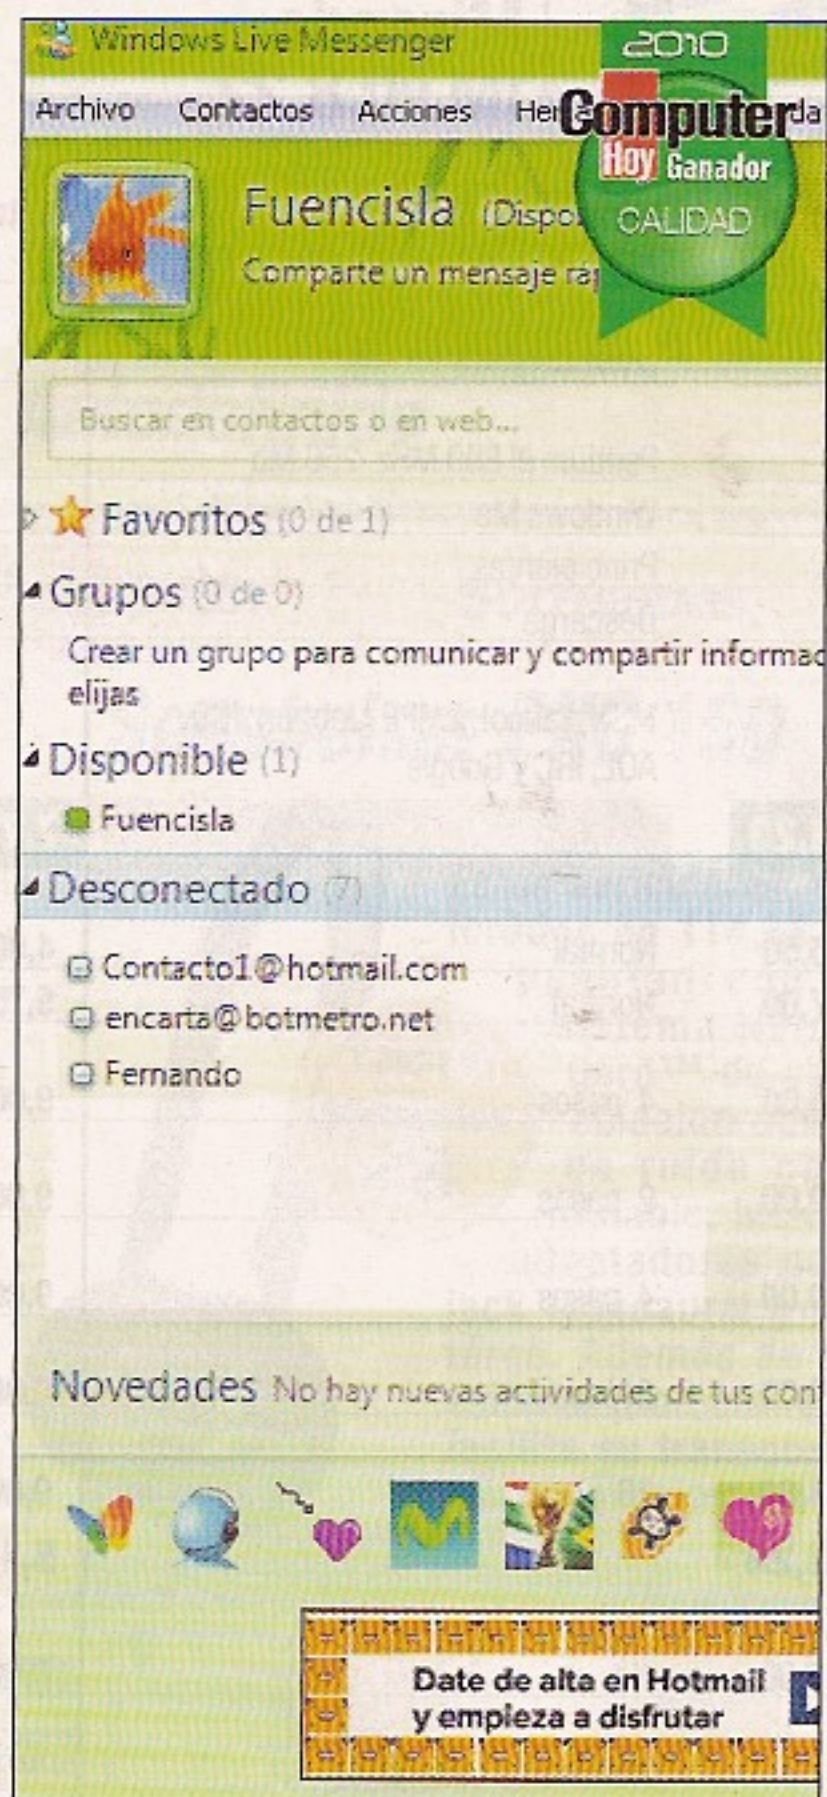 Windows Live Messenger
2010
Archivo Contactos Acciones
Computer
Hoy Ganador
CALIDAD
Fuencisla
Comparte un mensaje
Buscar en contactos o en web...
Favoritos (0 de 1)
Grupos (0 de 0)
Crear un grupo para comunicar y compartir informac
elijas
Disponible (1)
Fuencisla
Desconectado (7)
Contacto1@hotmail.com
encarta@botmetro.net
Fernando
Novedades No hay nuevas actividades de tus con
Date de alta en Hotmail
y empieza a disfrutar